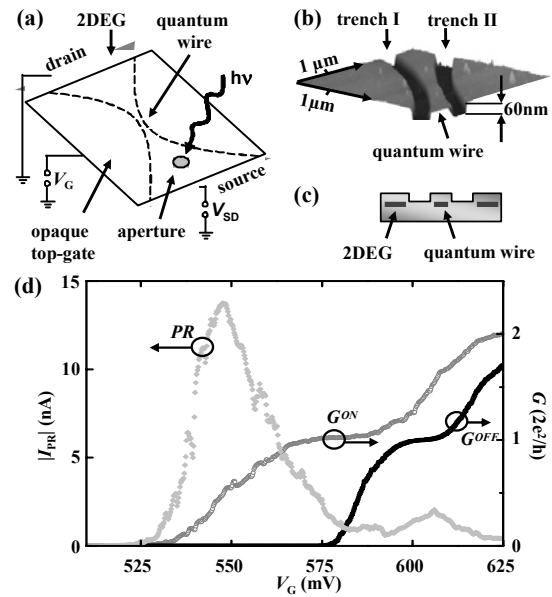 (a)
2DEG
quantum
wire
drain
hν
V_G
source
V_SD
opaque
top-gate
aperture
(b)
trench I
trench II
1 μm
1μm
60nm
quantum wire
(c)
2DEG
quantum wire
(d)
15
10
5
0
|I_PR| (nA)
PR
G^ON
G^OFF
2
1
0
G (2e²/h)
525
550
575
600
625
V_G (mV)